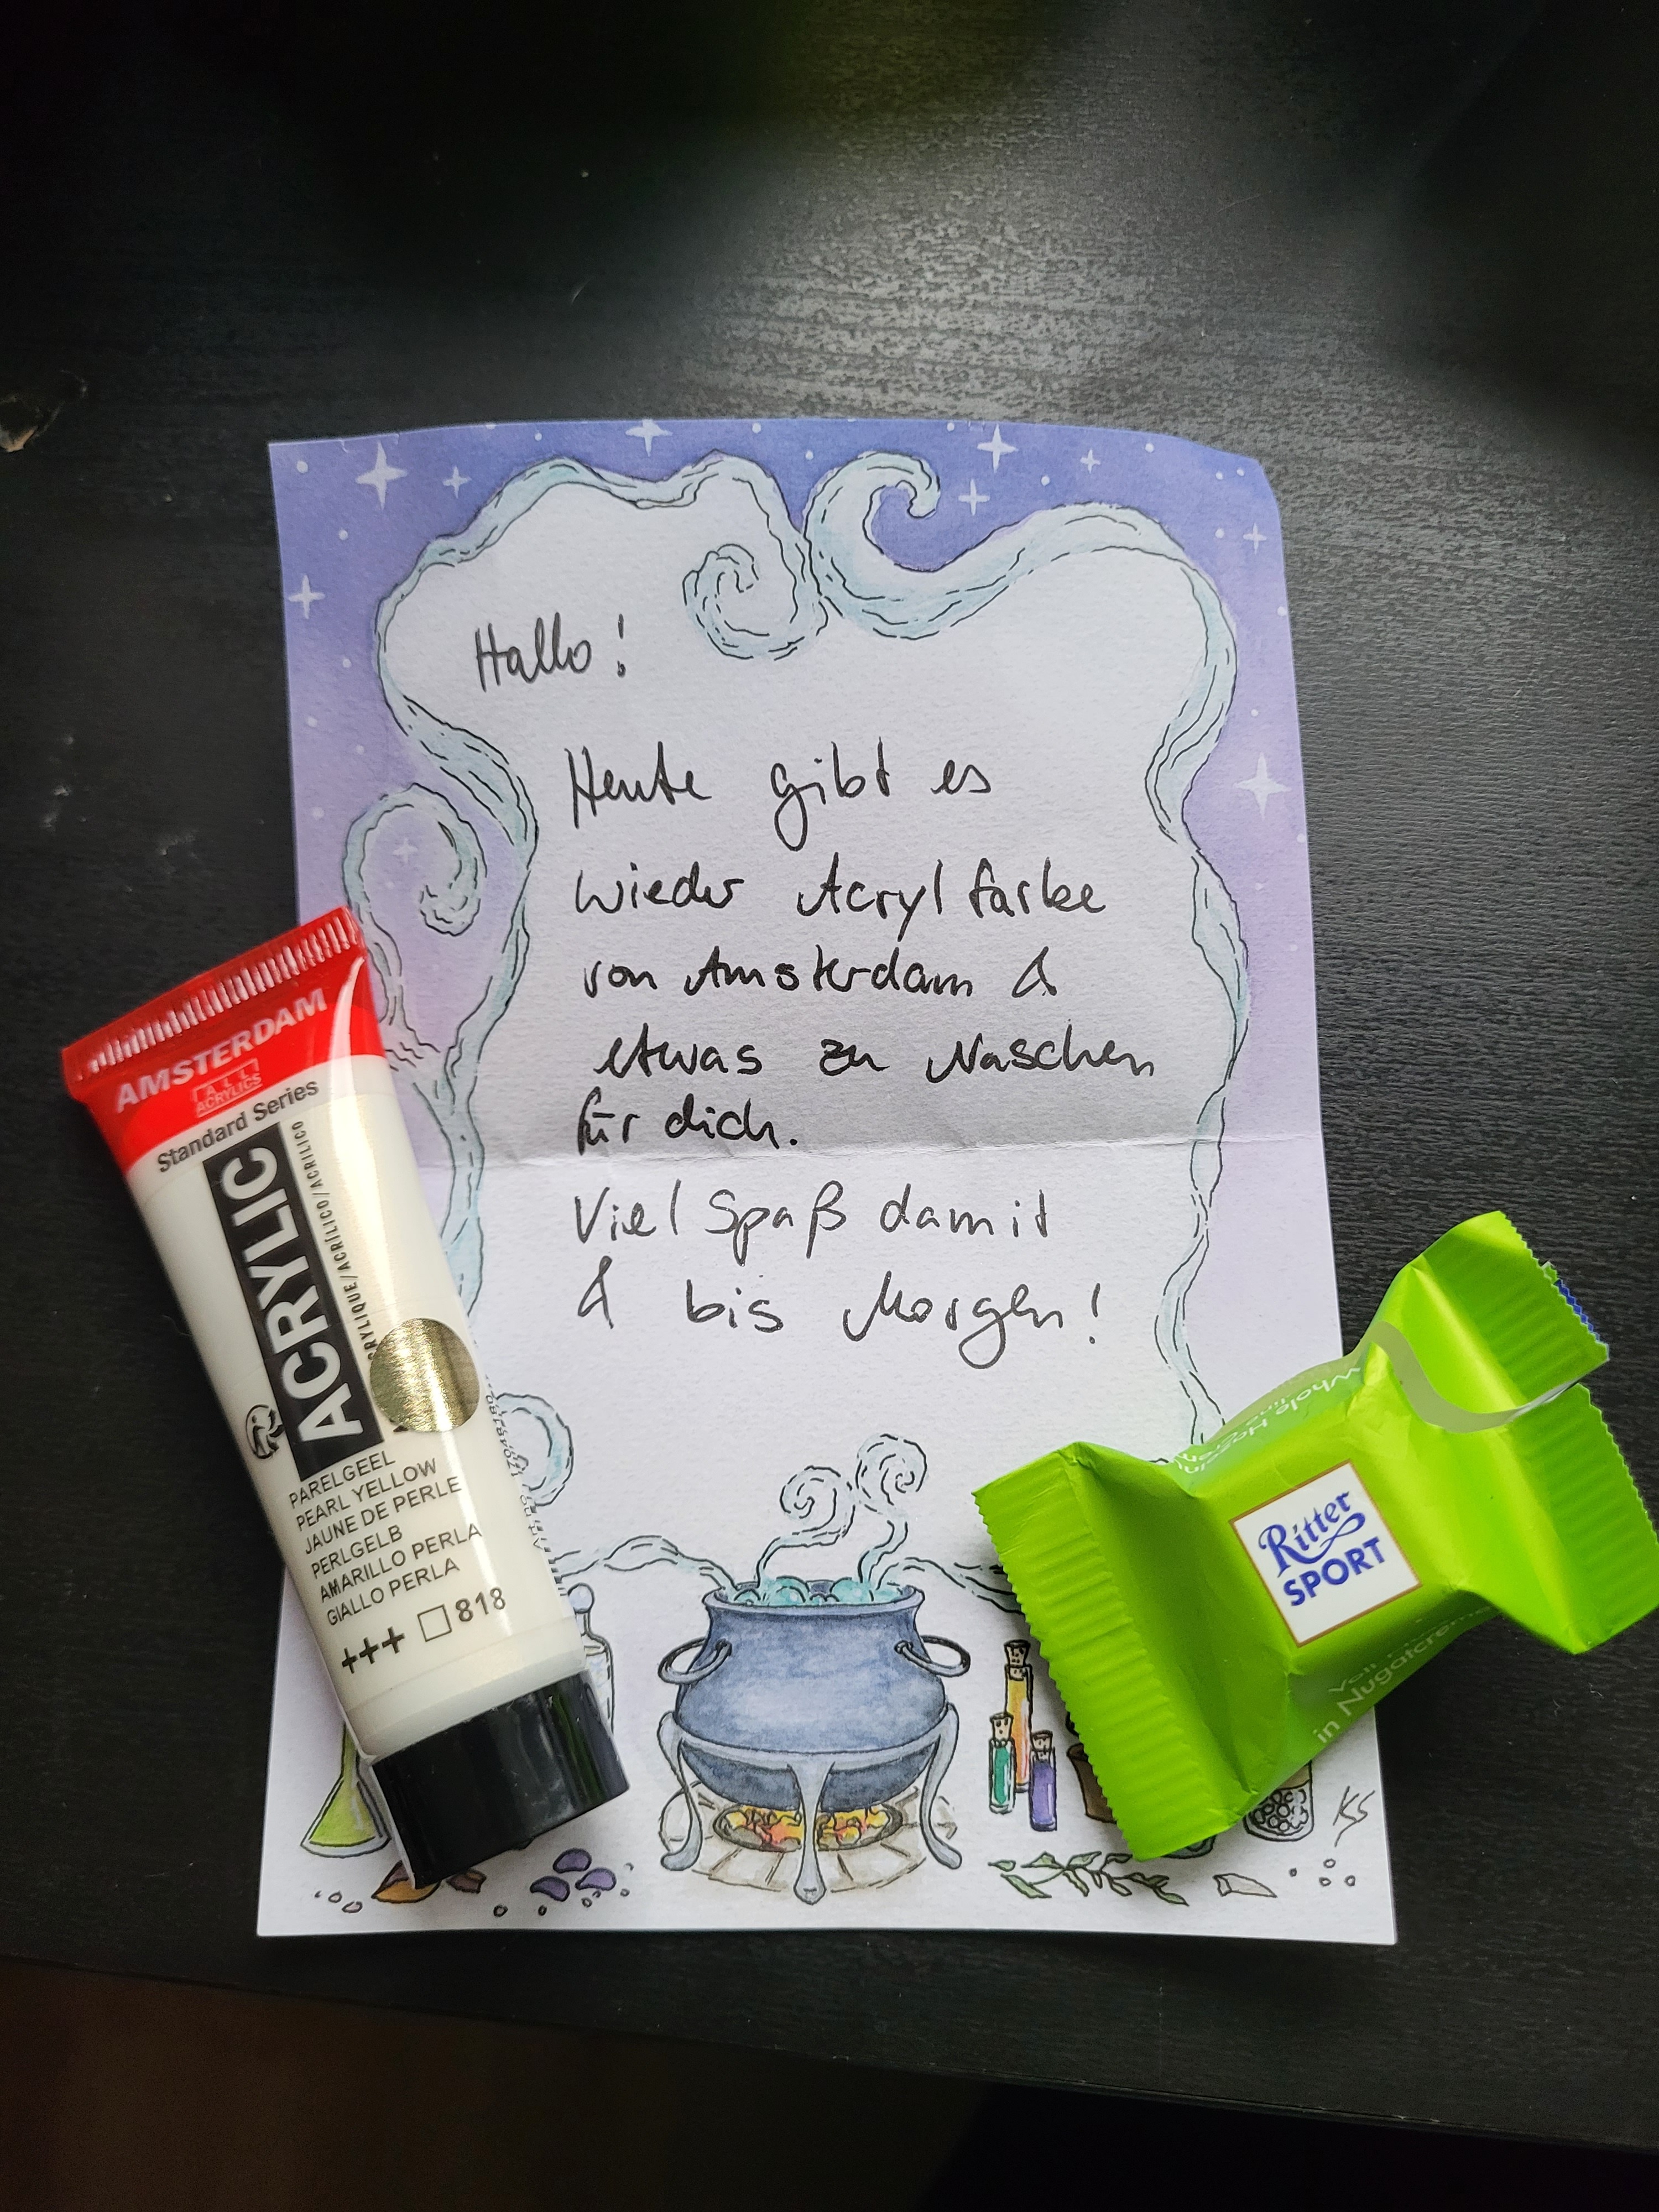 Hallo!
Heute gibt es
wieder Acrylfarbe
von Amsterdam &
etwas zu Naschen
für dich.
Viel Spaß damit
& bis Morgen!
AMSTERDAM
ALL
ACRYLICS
Standard Series
ACRYLIC
ACRYLIQUE/ACRÍLICO/ACRILICO
PARELGEEL
PEARL YELLOW
JAUNE DE PERLE
PERLGELB
AMARILLO PERLA
GIALLO PERLA
+++ 818
Whole
Ritter
SPORT
in Nugatcreme
KS